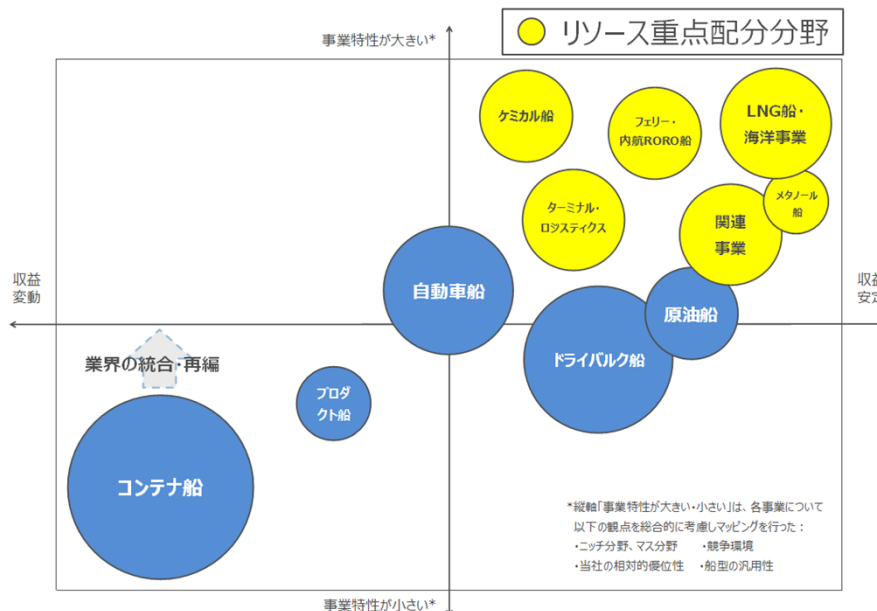 事業特性が大きい*
リソース重点配分分野
ケミカル船
フェリー・
内航RORO船
LNG船・
海洋事業
メタノール
船
ターミナル・
ロジスティクス
関連
事業
収益
変動
自動車船
原油船
収益
安定
業界の統合・再編
ドライバルク船
プロダ
クト船
コンテナ船
*縦軸「事業特性が大きい・小さい」は、各事業について
以下の観点を総合的に考慮しマッピングを行った：
・ニッチ分野、マス分野 ・競争環境
・当社の相対的優位性 ・船型の汎用性
事業特性が小さい*